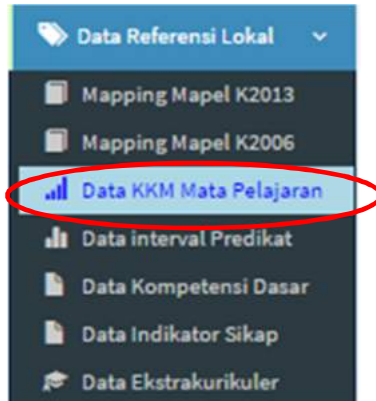 Data Referensi Lokal
Mapping Mapel K2013
Mapping Mapel K2006
Data KKM Mata Pelajaran
Data interval Predikat
Data Kompetensi Dasar
Data Indikator Sikap
Data Ekstrakurikuler